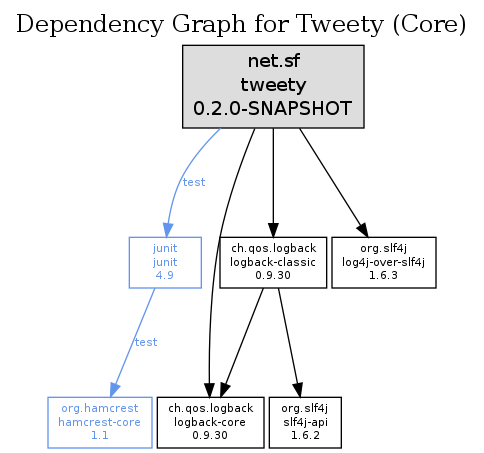 Dependency Graph for Tweety (Core)
net.sf
tweety
0.2.0-SNAPSHOT
test
junit
junit
4.9
ch.qos.logback
logback-classic
0.9.30
org.slf4j
log4j-over-slf4j
1.6.3
test
org.hamcrest
hamcrest-core
1.1
ch.qos.logback
logback-core
0.9.30
org.slf4j
slf4j-api
1.6.2